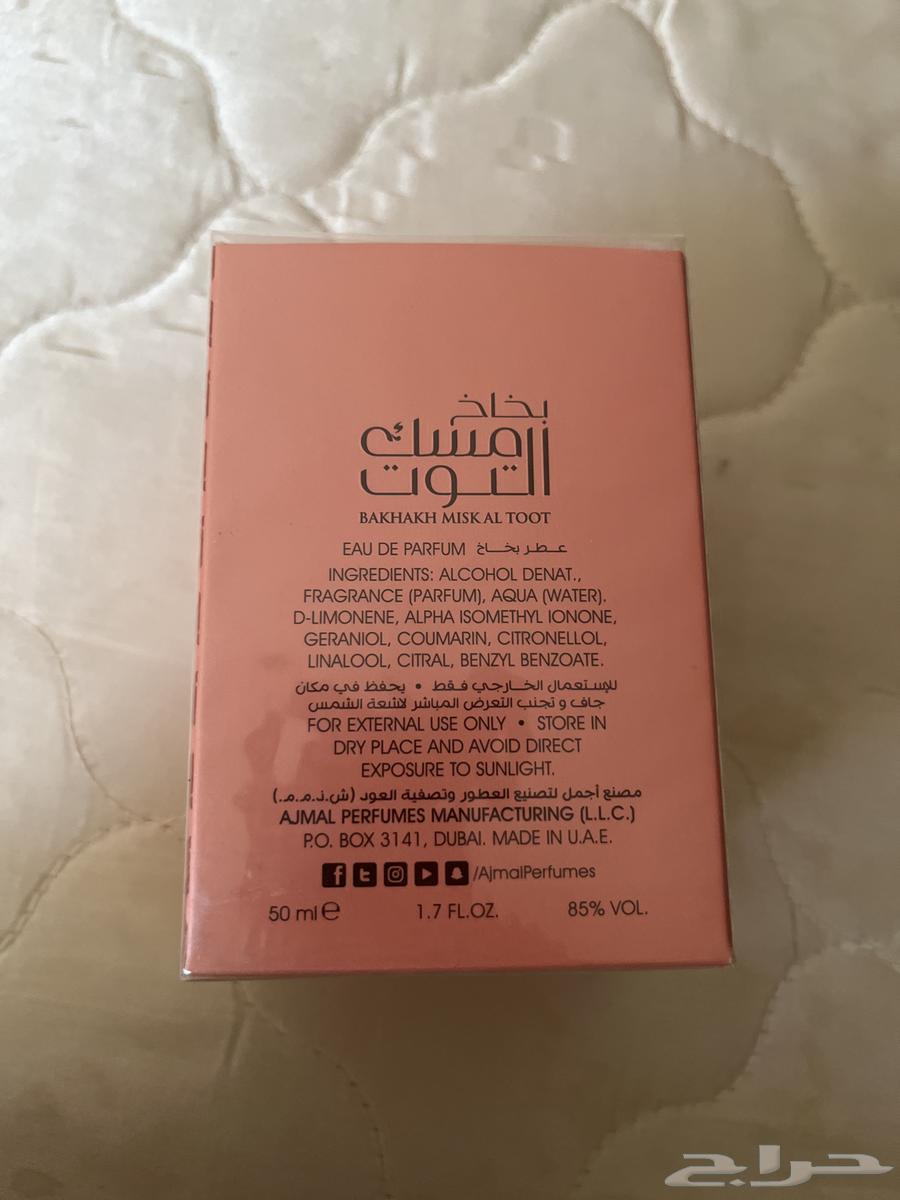 بخاخ
مسك
التوت
BAKHAKH MISK AL TOOT
EAU DE PARFUM عطر بخاخ
INGREDIENTS: ALCOHOL DENAT.,
FRAGRANCE (PARFUM), AQUA (WATER).
D-LIMONENE, ALPHA ISOMETHYL IONONE,
GERANIOL, COUMARIN, CITRONELLOL,
LINALOOL, CITRAL, BENZYL BENZOATE.
للإستعمال الخارجي فقط • يحفظ في مكان
جاف و تجنب التعرض المباشر لاشعة الشمس
FOR EXTERNAL USE ONLY • STORE IN
DRY PLACE AND AVOID DIRECT
EXPOSURE TO SUNLIGHT.
مصنع أجمل لتصنيع العطور وتصفية العود (ش.ذ.م.م.)
AJMAL PERFUMES MANUFACTURING (L.L.C.)
P.O. BOX 3141, DUBAI. MADE IN U.A.E.
/AjmalPerfumes
50 ml e 1.7 FL.OZ. 85% VOL.
حراج